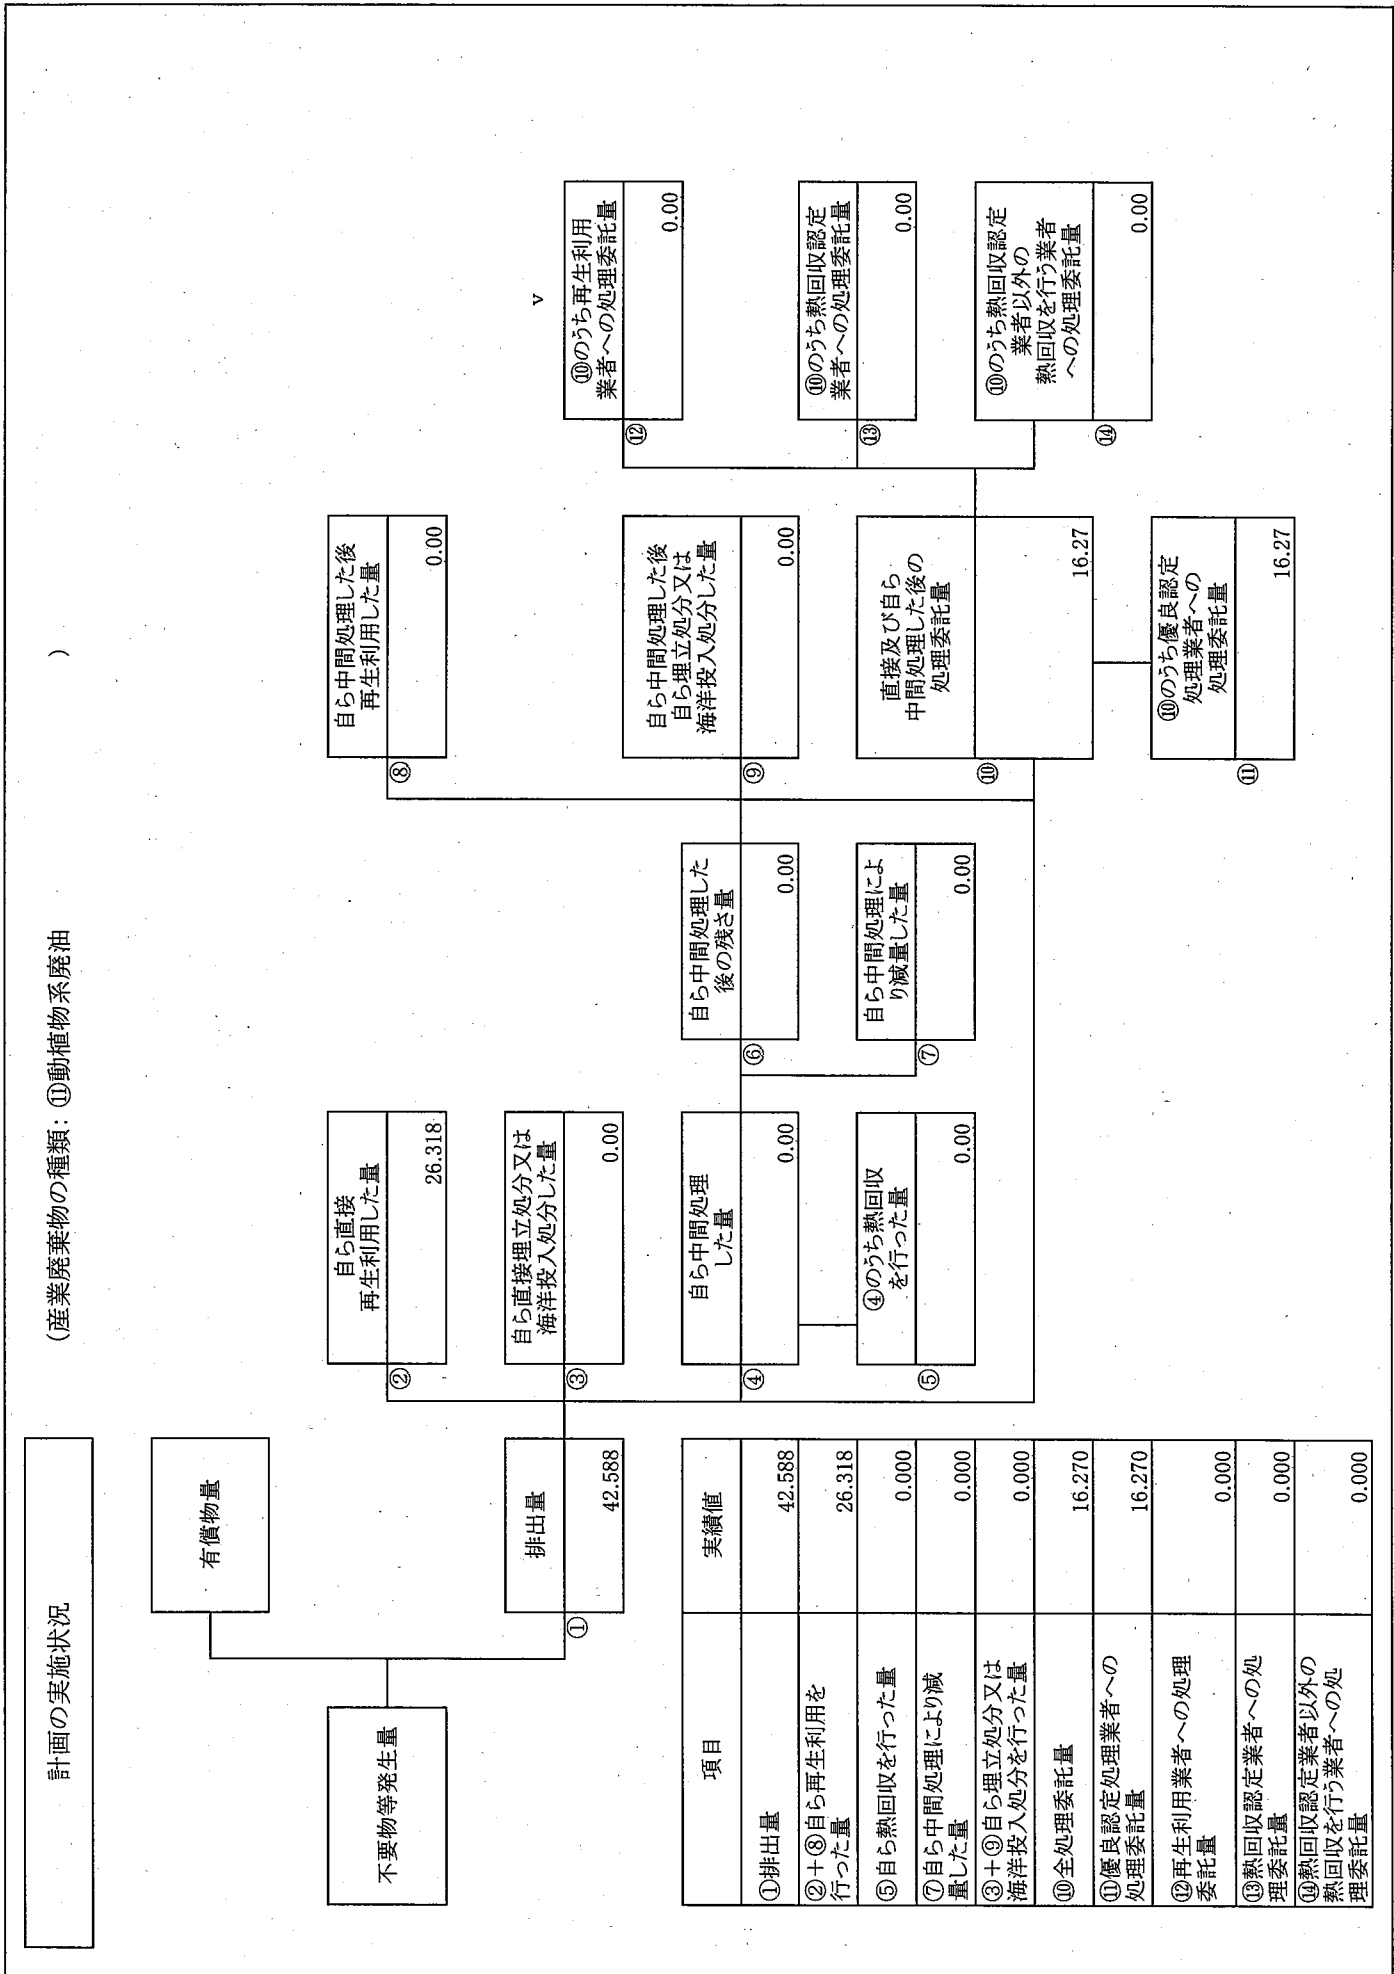 計画の実施状況
(産業廃棄物の種類：⑪動植物系廃油
)
不要物等発生量
有償物量
①
排出量
42.588
②
自ら直接
再生利用した量
26.318
③
自ら直接埋立処分又は
海洋投入処分した量
0.00
④
自ら中間処理
した量
0.00
⑤
④のうち熱回収
を行った量
0.00
⑥
自ら中間処理した
後の残さ量
0.00
⑦
自ら中間処理によ
り減量した量
0.00
⑧
自ら中間処理した後
再生利用した量
0.00
⑨
自ら中間処理した後
自ら埋立処分又は
海洋投入処分した量
0.00
⑩
直接及び自ら
中間処理した後の
処理委託量
16.27
⑪
⑩のうち優良認定
処理業者への
処理委託量
16.27
v
⑫
⑩のうち再生利用
業者への処理委託量
0.00
⑬
⑩のうち熱回収認定
業者への処理委託量
0.00
⑭
⑩のうち熱回収認定
業者以外の
熱回収を行う業者
への処理委託量
0.00
項目
実績値
①排出量
42.588
②+⑧自ら再生利用を
行った量
26.318
⑤自ら熱回収を行った量
0.000
⑦自ら中間処理により減
量した量
0.000
③+⑨自ら埋立処分又は
海洋投入処分を行った量
0.000
⑩全処理委託量
16.270
⑪優良認定処理業者への
処理委託量
16.270
⑫再生利用業者への処理
委託量
0.000
⑬熱回収認定業者への処
理委託量
0.000
⑭熱回収認定業者以外の
熱回収を行う業者への処
理委託量
0.000